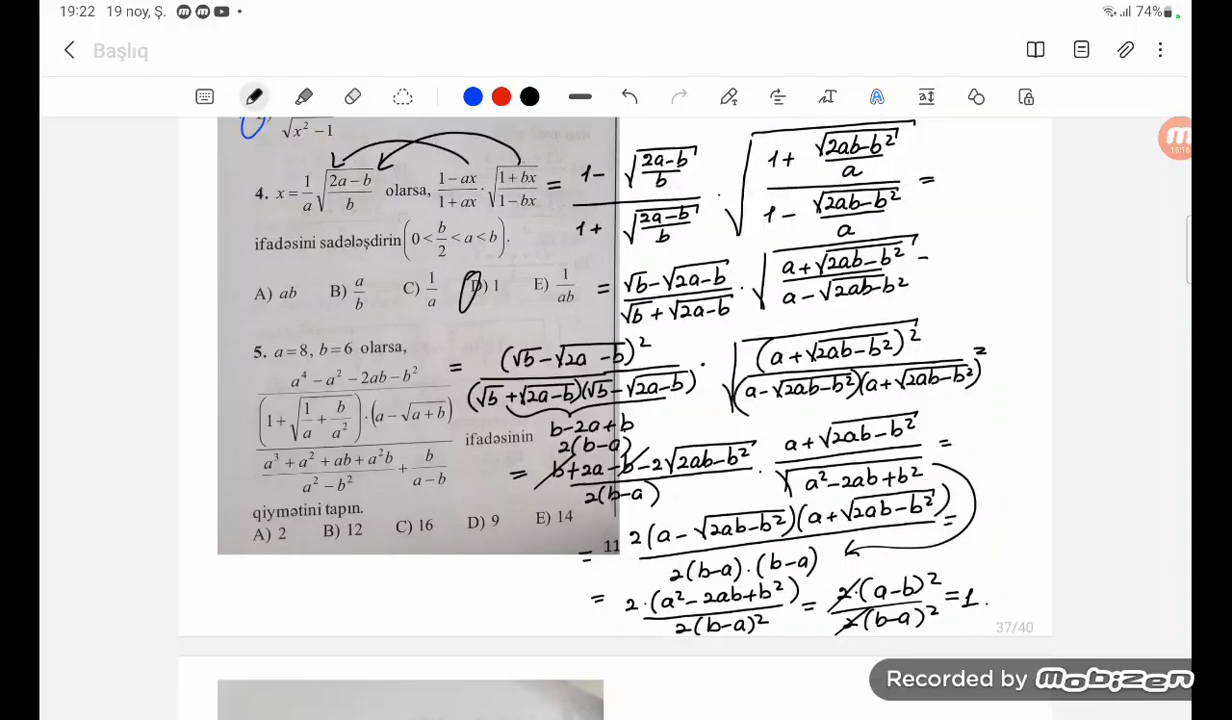 19:22 19 noy, Ş.
74%
Başlıq
√(x² − 1)
4. x = 1/a √((2a − b)/b) olarsa, (1 − ax)/(1 + ax) · √((1 + bx)/(1 − bx))
ifadəsini sadələşdirin (0 < b/2 < a < b).
A) ab B) a/b C) 1/a D) 1 E) 1/ab
= (1 − √((2a−b)/b))/(1 + √((2a−b)/b)) · √((1 + √(2ab−b²)/a)/(1 − √(2ab−b²)/a)) =
= (√b − √(2a−b))/(√b + √(2a−b)) · √((a + √(2ab−b²))/(a − √(2ab−b²))) =
= (√b − √(2a−b))²/((√b + √(2a−b))(√b − √(2a−b))) · √((a + √(2ab−b²))²/((a − √(2ab−b²))(a + √(2ab−b²))))
b−2a+b
2(b−a)
= (b+2a−b−2√(2ab−b²))/(2(b−a)) · (a + √(2ab−b²))/√(a²−2ab+b²) =
= 2(a − √(2ab−b²))(a + √(2ab−b²))/(2(b−a)·(b−a)) =
= 2·(a²−2ab+b²)/(2(b−a)²) = 2·(a−b)²/(2(b−a)²) = 1.
5. a = 8, b = 6 olarsa,
(a⁴ − a² − 2ab − b²)/((1 + √(1/a + b/a²)) · (a − √(a + b)))
(a³ + a² + ab + a²b)/(a² − b²) + b/(a − b)
ifadəsinin
qiymətini tapın.
A) 2 B) 12 C) 16 D) 9 E) 14
11
37/40
15:16
Recorded by mobizen